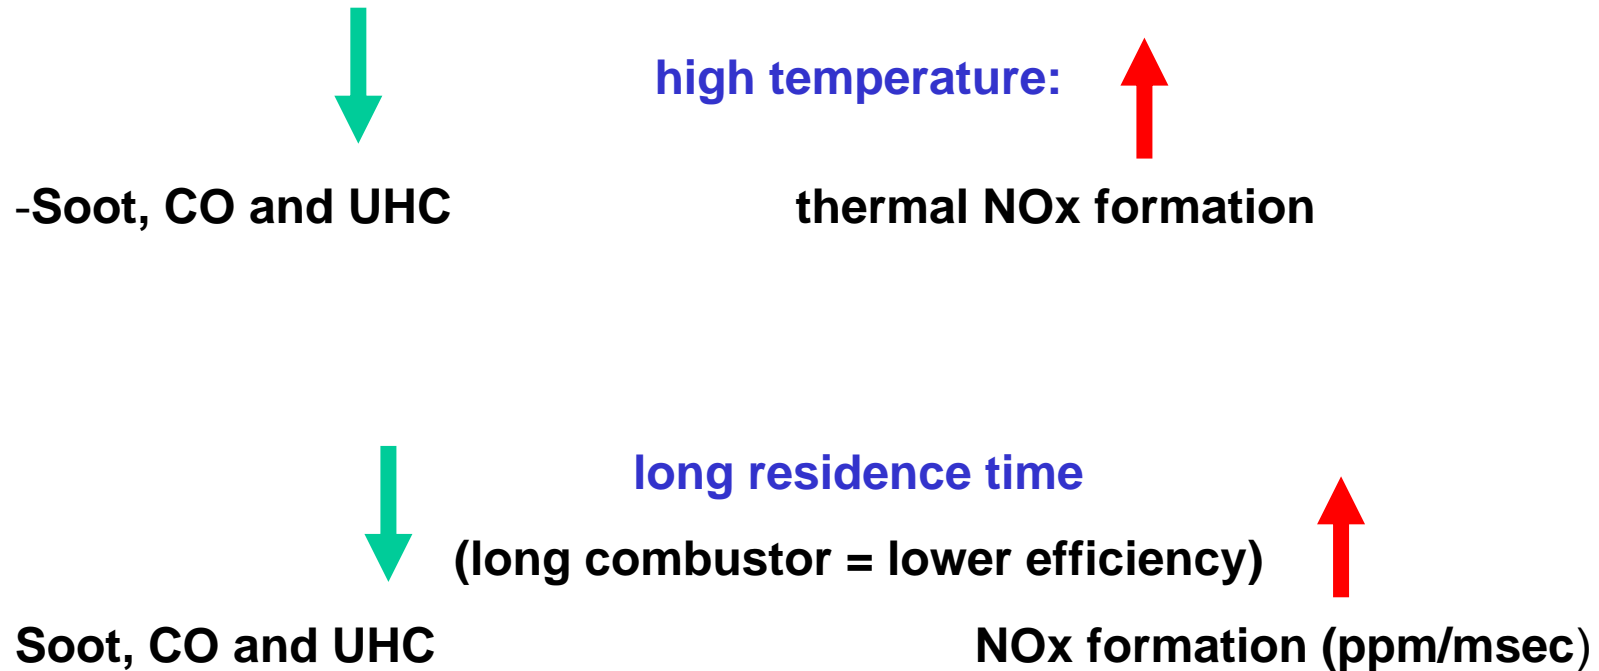 high temperature:
-Soot, CO and UHC
thermal NOx formation
long residence time
(long combustor = lower efficiency)
Soot, CO and UHC
NOx formation (ppm/msec)